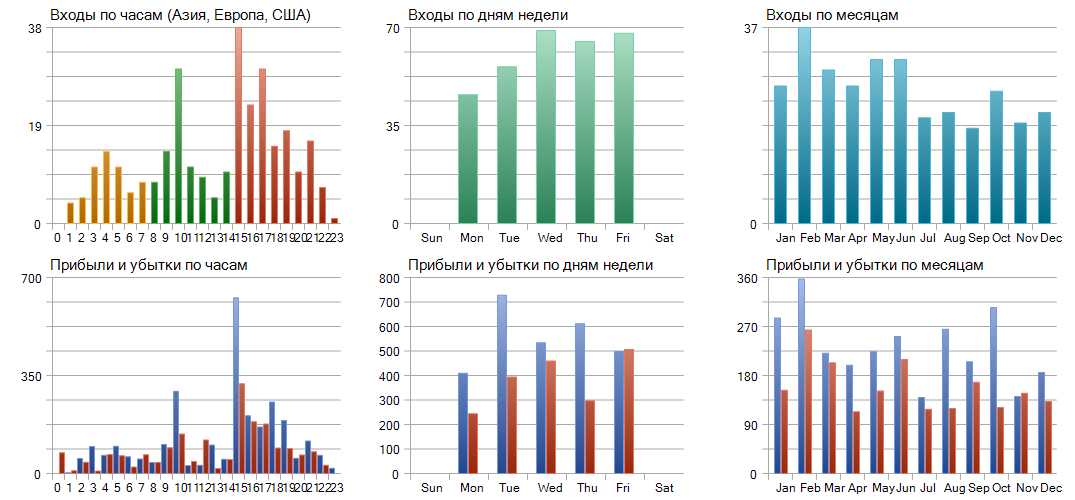 Входы по часам (Азия, Европа, США)
38
19
0
0 1 2 3 4 5 6 7 8 9 10 11 12 13 14 15 16 17 18 19 20 21 22 23
Входы по дням недели
70
35
0
Sun Mon Tue Wed Thu Fri Sat
Входы по месяцам
37
0
Jan Feb Mar Apr May Jun Jul Aug Sep Oct Nov Dec
Прибыли и убытки по часам
700
350
0
0 1 2 3 4 5 6 7 8 9 10 11 12 13 14 15 16 17 18 19 20 21 22 23
Прибыли и убытки по дням недели
800
700
600
500
400
300
200
100
0
Sun Mon Tue Wed Thu Fri Sat
Прибыли и убытки по месяцам
360
270
180
90
0
Jan Feb Mar Apr May Jun Jul Aug Sep Oct Nov Dec